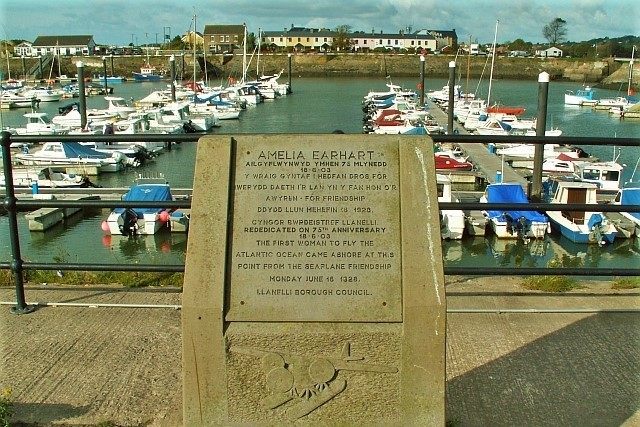 AMELIA EARHART
AILGYFLWYNWYD YMHEN 75 MLYNEDD
18·6·03
Y WRAIG GYNTAF I HEDFAN DROS FOR
IWERYDD DAETH I'R LAN YN Y FAN HON O'R
AWYREN · FOR FRIENDSHIP
DDYDD LLUN MEHEFIN 18, 1928.
CYNGOR BWRDEISTREF LLANELLI
REDEDICATED ON 75TH ANNIVERSARY
18·6·03
THE FIRST WOMAN TO FLY THE
ATLANTIC OCEAN CAME ASHORE AT THIS
POINT FROM THE SEAPLANE FRIENDSHIP
MONDAY JUNE 18 1928.
LLANELLI BOROUGH COUNCIL.